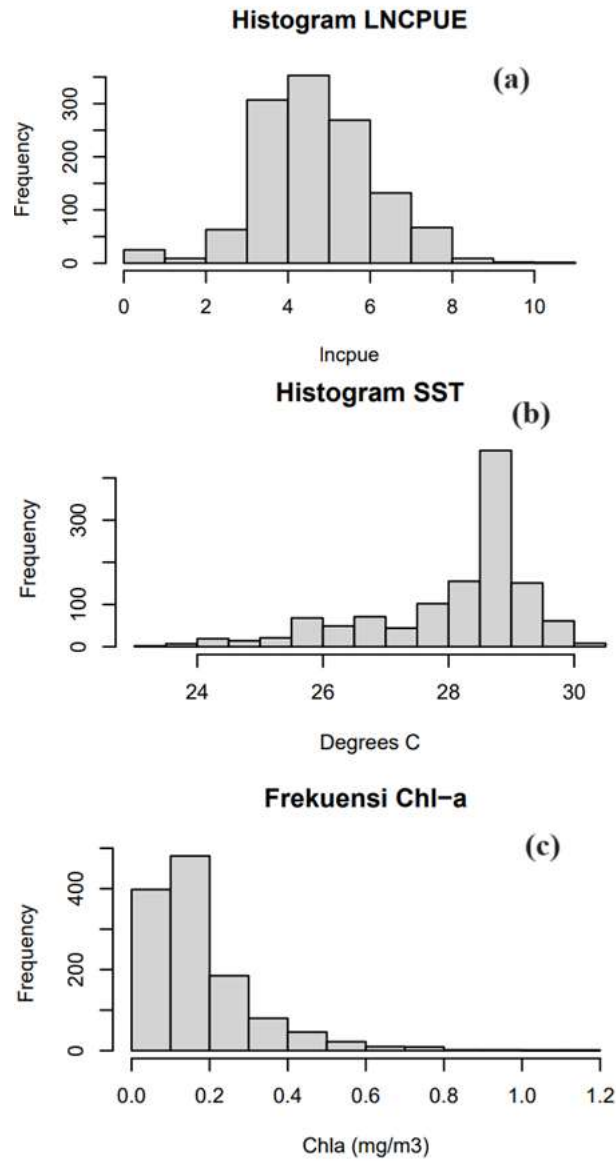 Histogram LNCPUE
(a)
Frequency
0 100 300
0 2 4 6 8 10
lncpue
Histogram SST
(b)
Frequency
0 100 300
24 26 28 30
Degrees C
Frekuensi Chl-a
(c)
Frequency
0 200 400
0.0 0.2 0.4 0.6 0.8 1.0 1.2
Chla (mg/m3)